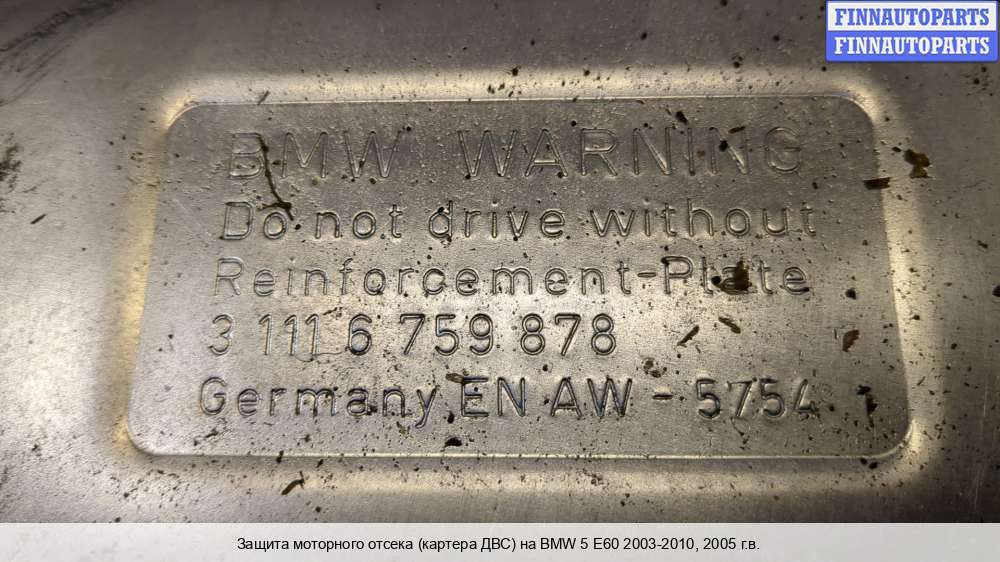 FINNAUTOPARTS
FINNAUTOPARTS
BMW WARNING
Do not drive without
Reinforcement-Plate
3 111 6 759 878
Germany EN AW - 5754
Защита моторного отсека (картера ДВС) на BMW 5 E60 2003-2010, 2005 г.в.